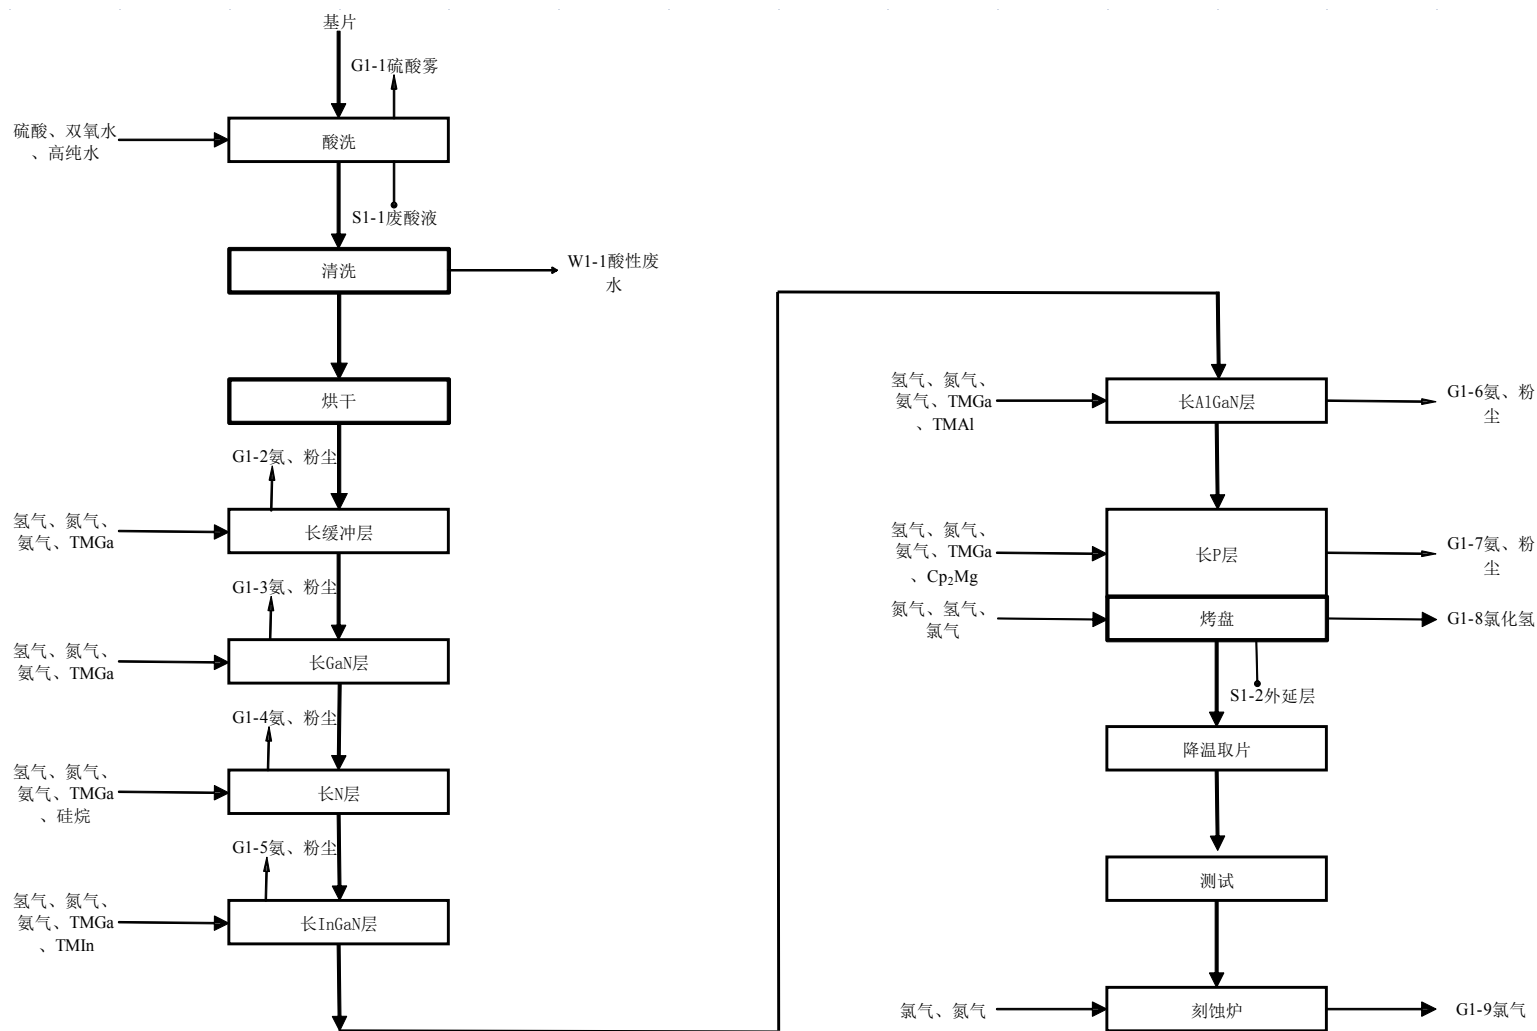 基片
G1-1硫酸雾
硫酸、双氧水
、高纯水
酸洗
S1-1废酸液
清洗
W1-1酸性废
水
烘干
G1-2氨、粉尘
氢气、氮气、
氨气、TMGa
长缓冲层
G1-3氨、粉尘
氢气、氮气、
氨气、TMGa
长GaN层
G1-4氨、粉尘
氢气、氮气、
氨气、TMGa
、硅烷
长N层
G1-5氨、粉尘
氢气、氮气、
氨气、TMGa
、TMIn
长InGaN层
氢气、氮气、
氨气、TMGa
、TMAl
长AlGaN层
G1-6氨、粉
尘
氢气、氮气、
氨气、TMGa
、Cp₂Mg
长P层
G1-7氨、粉
尘
氮气、氢气、
氯气
烤盘
G1-8氯化氢
S1-2外延层
降温取片
测试
氯气、氮气
刻蚀炉
G1-9氯气